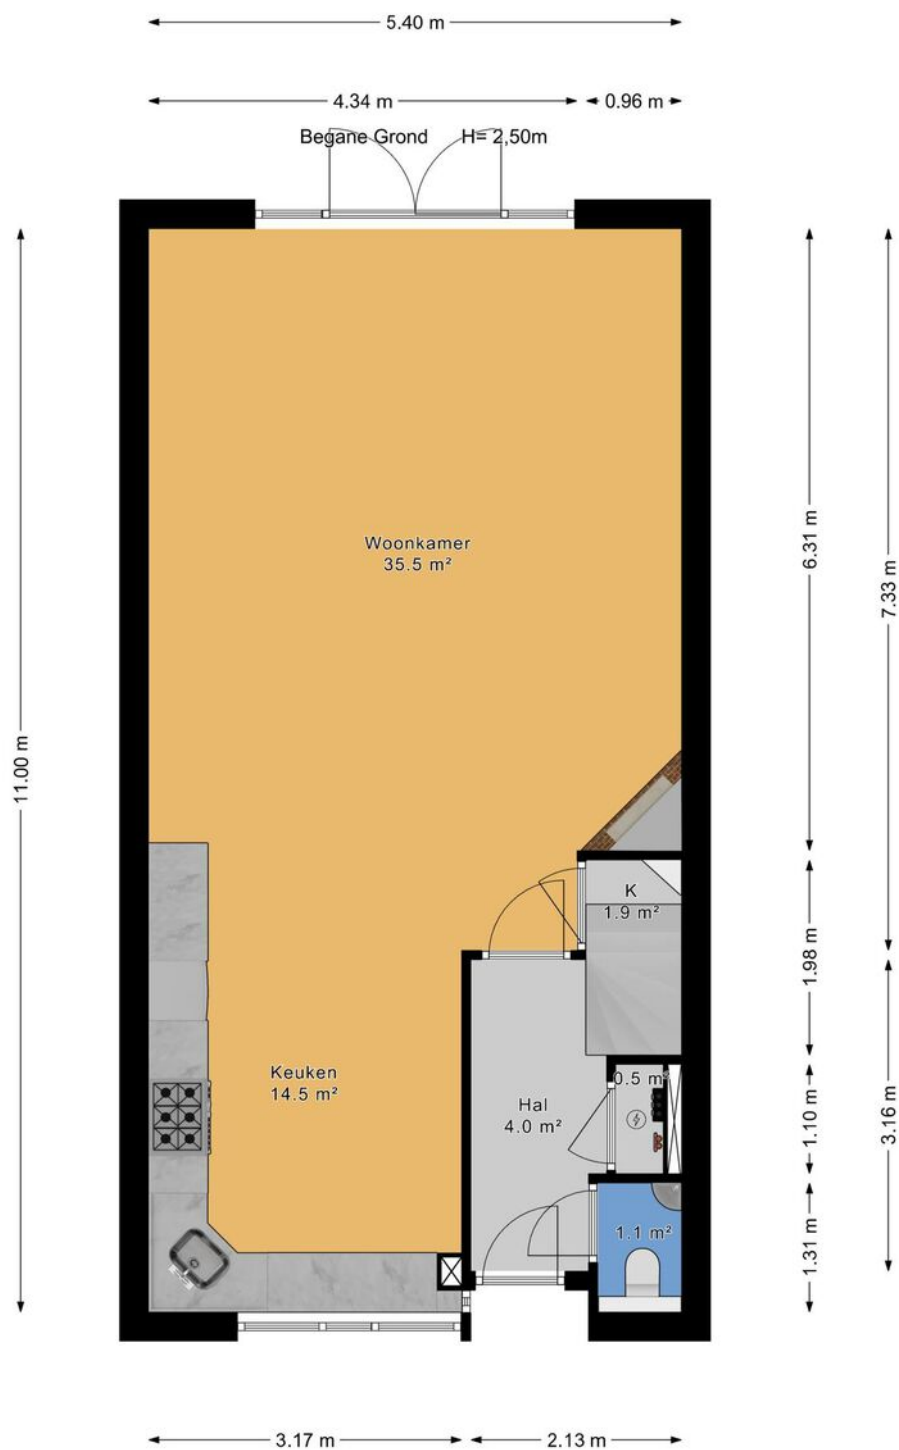 5.40 m
4.34 m
0.96 m
Begane Grond H= 2,50m
6.31 m
Woonkamer
35.5 m²
7.33 m
11.00 m
K
1.9 m²
1.98 m
Keuken
14.5 m²
0.5 m²
Hal
4.0 m²
1.10 m
3.16 m
1.1 m²
1.31 m
3.17 m
2.13 m